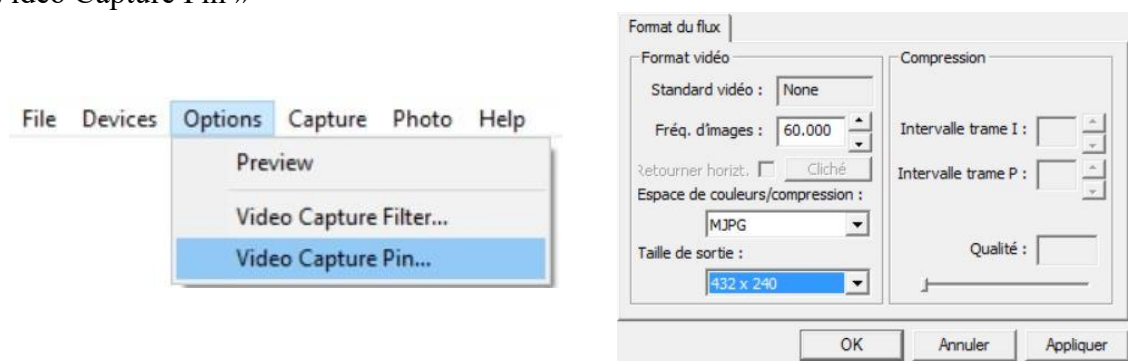 Video Capture Pin »
File Devices Options Capture Photo Help
Preview
Video Capture Filter...
Video Capture Pin...
Format du flux
Format vidéo
Standard vidéo : None
Fréq. d'images : 60.000
Retourner horizt. Cliché
Espace de couleurs/compression :
MJPG
Taille de sortie :
432 x 240
Compression
Intervalle trame I :
Intervalle trame P :
Qualité :
OK Annuler Appliquer